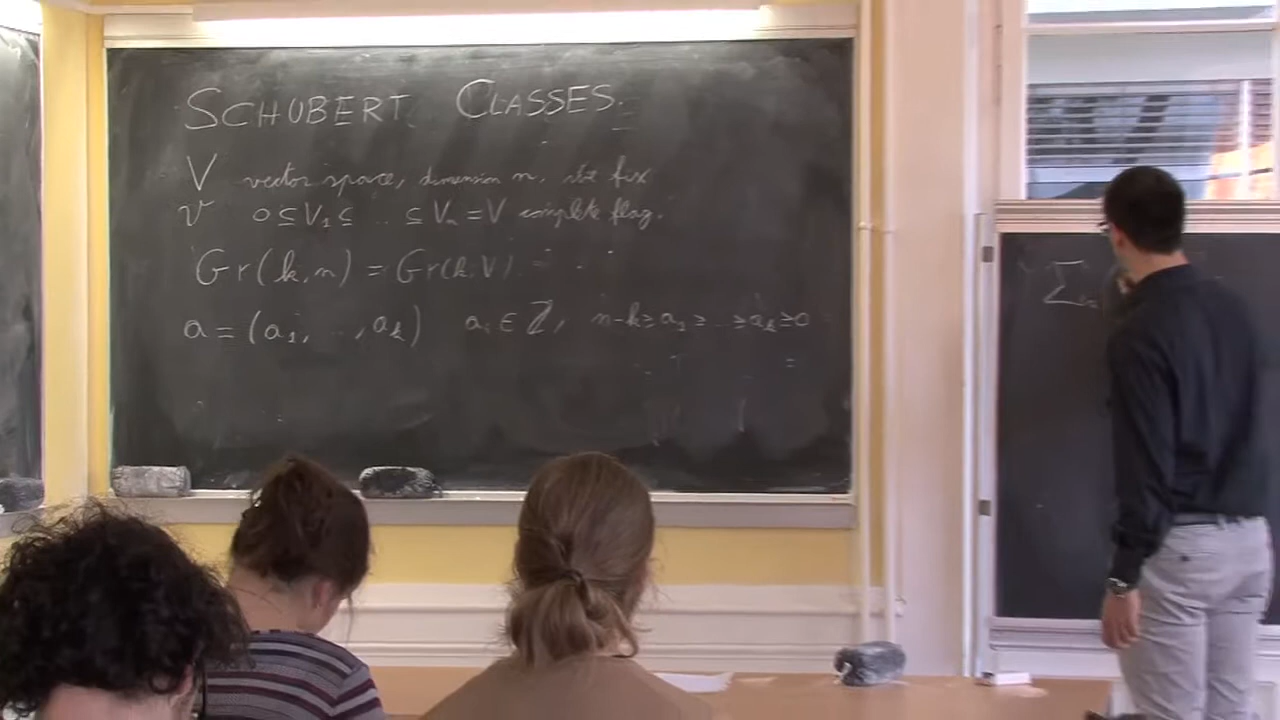 SCHUBERT CLASSES.
V vector space, dimension n, fix
𝒱 0 ⊆ V₁ ⊆ ... ⊆ Vₙ = V complete flag.
Gr(k,n) = Gr(k,V)
a = (a₁, ..., aₖ) aᵢ ∈ ℤ, n-k ≥ a₁ ≥ ... ≥ aₖ ≥ 0
Σ